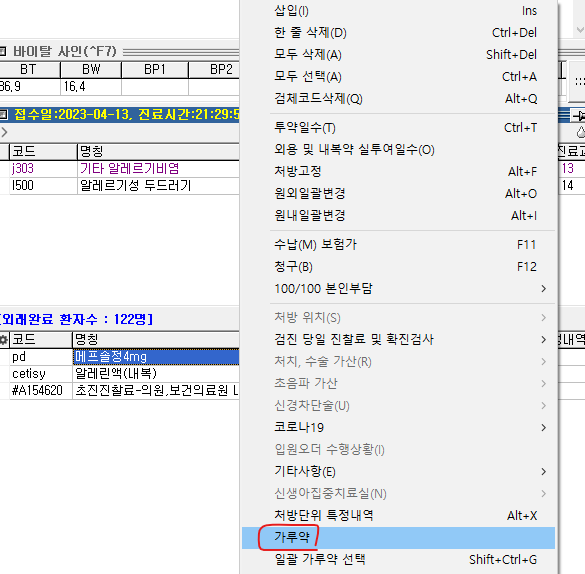 바이탈 사인(^F7)
BT BW BP1 BP2
36,9 16,4
접수일:2023-04-13, 진료시간:21:29:5
코드 명칭 진료과
j303 기타 알레르기비염 13
l500 알레르기성 두드러기 14
[외래완료 환자수 : 122명]
코드 명칭 내역
pd 메프솔정4mg
cetisy 알레린액(내복)
#A154620 초진진찰료-의원,보건의료원 L
삽입(I) Ins
한 줄 삭제(D) Ctrl+Del
모두 삭제(A) Shift+Del
모두 선택(A) Ctrl+A
검체코드삭제(Q) Alt+Q
투약일수(T) Ctrl+T
외용 및 내복약 실투여일수(O)
처방고정 Alt+F
원외일괄변경 Alt+O
원내일괄변경 Alt+I
수납(M) 보험가 F11
청구(B) F12
100/100 본인부담
처방 위치(S)
검진 당일 진찰료 및 확진검사
처치, 수술 가산(R)
초음파 가산
신경차단술(U)
코로나19
입원오더 수행상황(I)
기타사항(E)
신생아집중치료실(N)
처방단위 특정내역 Alt+X
가루약
일괄 가루약 선택 Shift+Ctrl+G